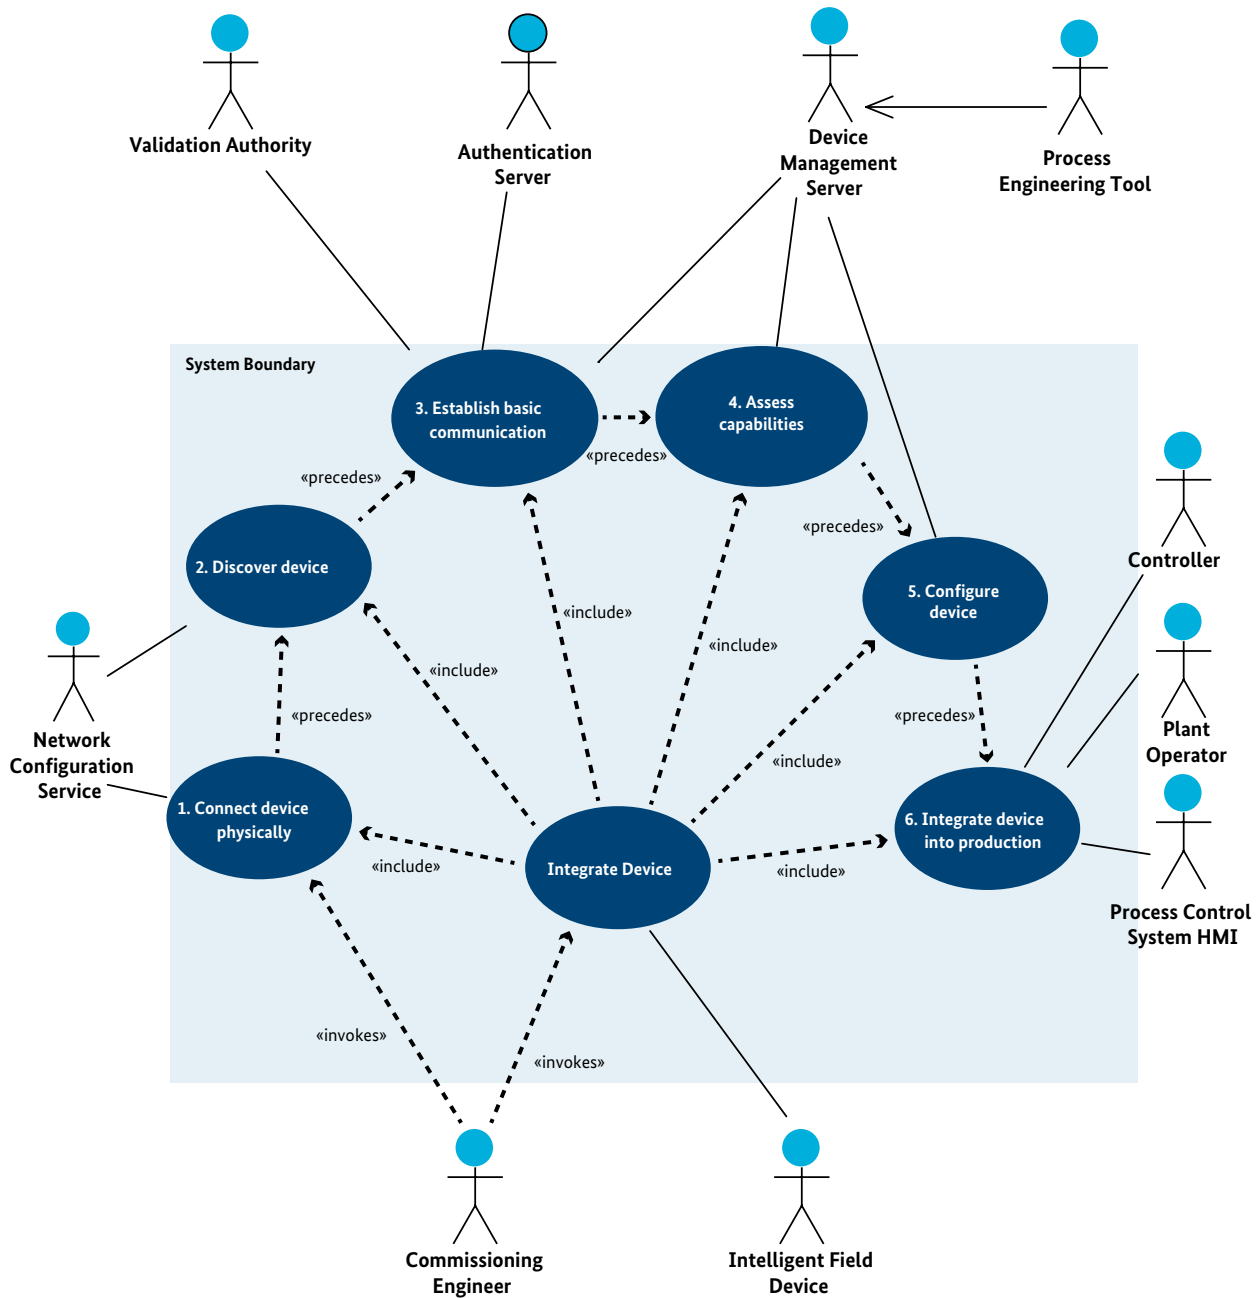 Validation Authority
Authentication
Server
Device
Management
Server
Process
Engineering Tool
System Boundary
3. Establish basic
communication
«precedes»
4. Assess
capabilities
«precedes»
«precedes»
Controller
2. Discover device
5. Configure
device
«include»
«include»
«include»
Network
Configuration
Service
«precedes»
«precedes»
Plant
Operator
«include»
1. Connect device
physically
«include»
Integrate Device
«include»
6. Integrate device
into production
Process Control
System HMI
«invokes»
«invokes»
Commissioning
Engineer
Intelligent Field
Device